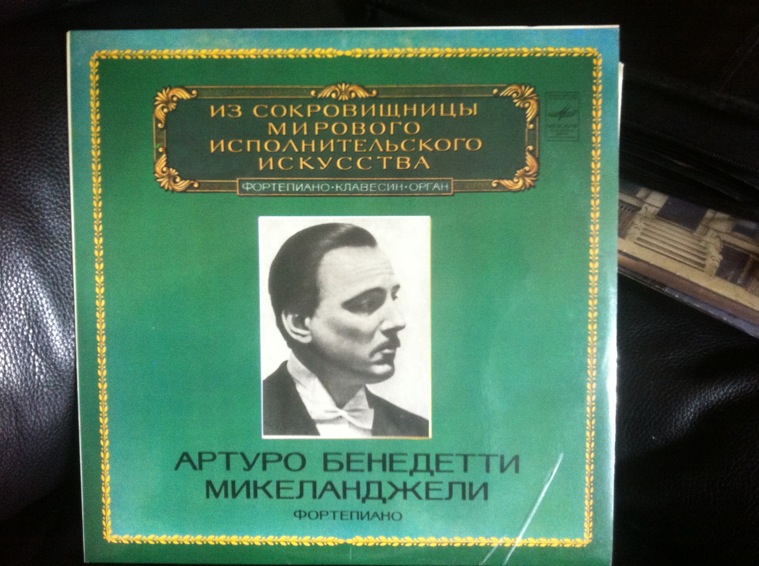 ИЗ СОКРОВИЩНИЦЫ
МИРОВОГО
ИСПОЛНИТЕЛЬСКОГО
ИСКУССТВА
ФОРТЕПИАНО·КЛАВЕСИН·ОРГАН
АРТУРО БЕНЕДЕТТИ
МИКЕЛАНДЖЕЛИ
ФОРТЕПИАНО